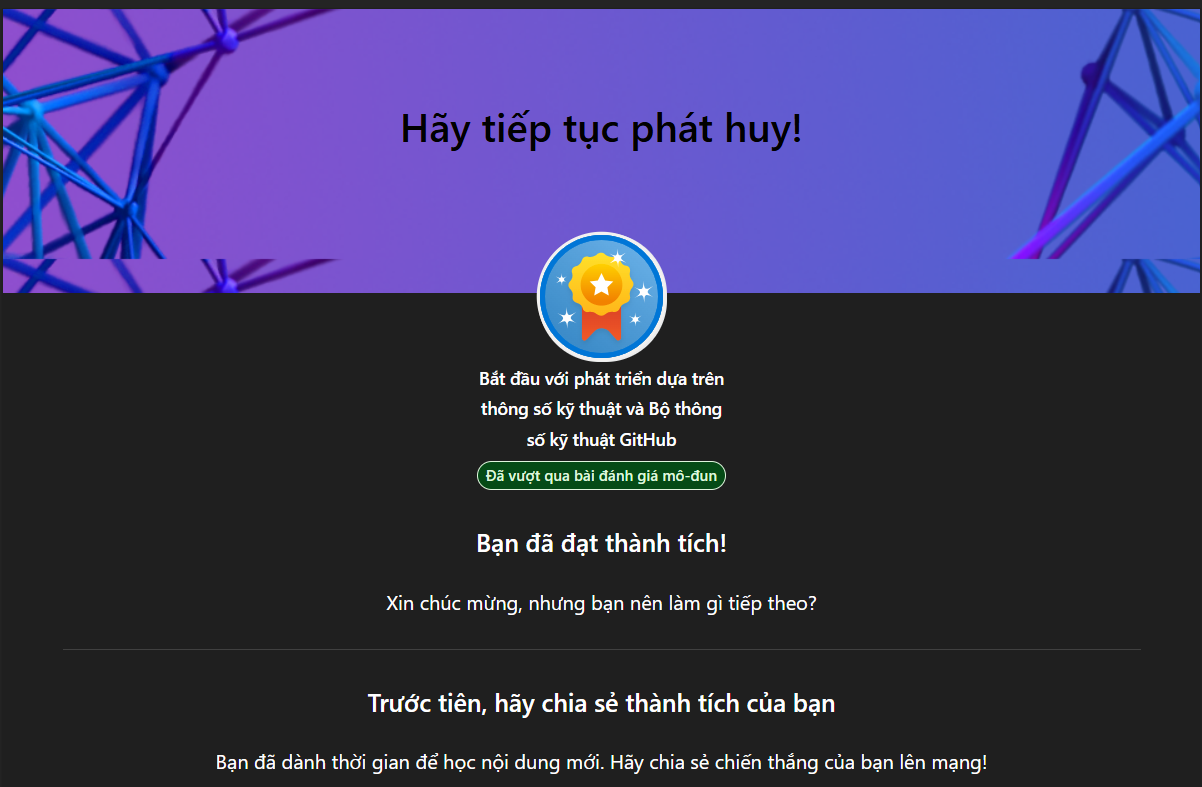 Hãy tiếp tục phát huy!
Bắt đầu với phát triển dựa trên
thông số kỹ thuật và Bộ thông
số kỹ thuật GitHub
Đã vượt qua bài đánh giá mô-đun
Bạn đã đạt thành tích!
Xin chúc mừng, nhưng bạn nên làm gì tiếp theo?
Trước tiên, hãy chia sẻ thành tích của bạn
Bạn đã dành thời gian để học nội dung mới. Hãy chia sẻ chiến thắng của bạn lên mạng!